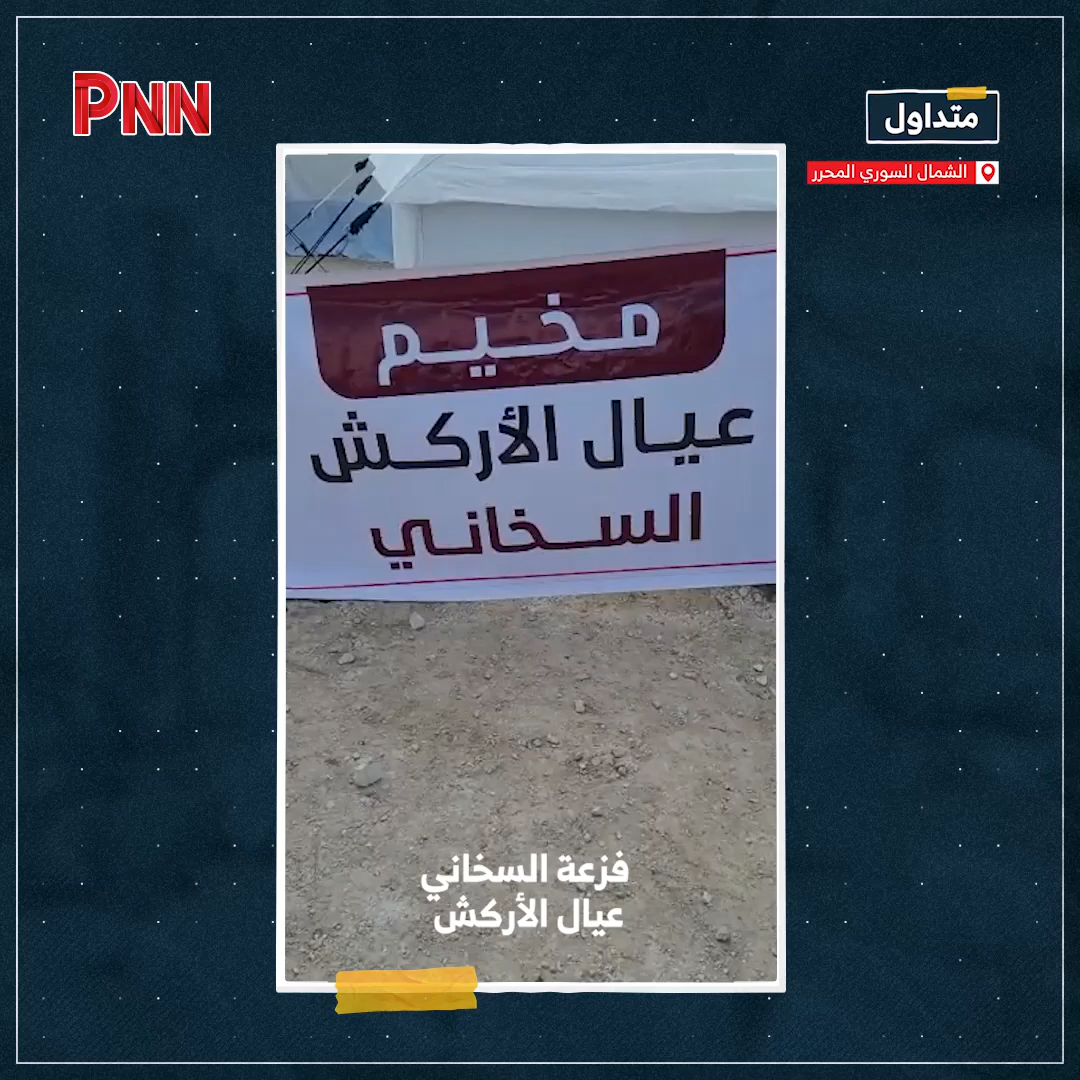 PNN
متداول
الشمال السوري المحرر
مخيم
عيال الأركش
السخاني
فزعة السخاني
عيال الأركش